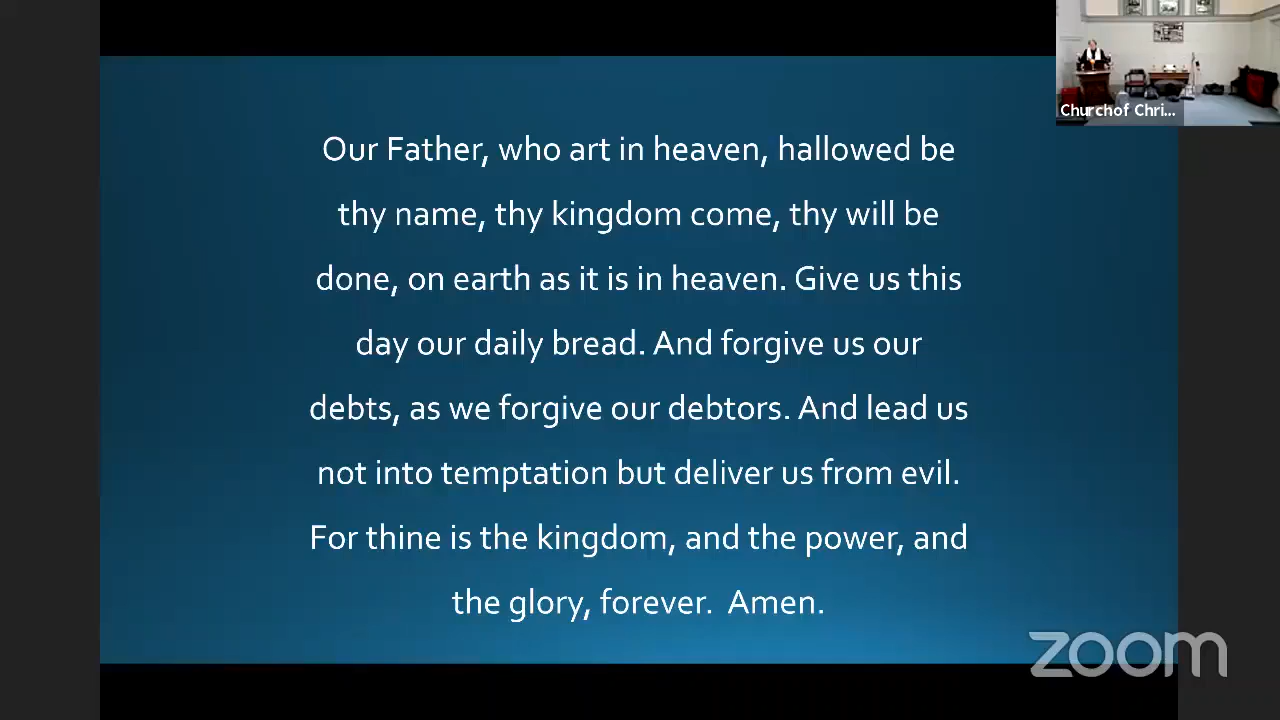 Churchof Chri...
Our Father, who art in heaven, hallowed be
thy name, thy kingdom come, thy will be
done, on earth as it is in heaven. Give us this
day our daily bread. And forgive us our
debts, as we forgive our debtors. And lead us
not into temptation but deliver us from evil.
For thine is the kingdom, and the power, and
the glory, forever.  Amen.
zoom